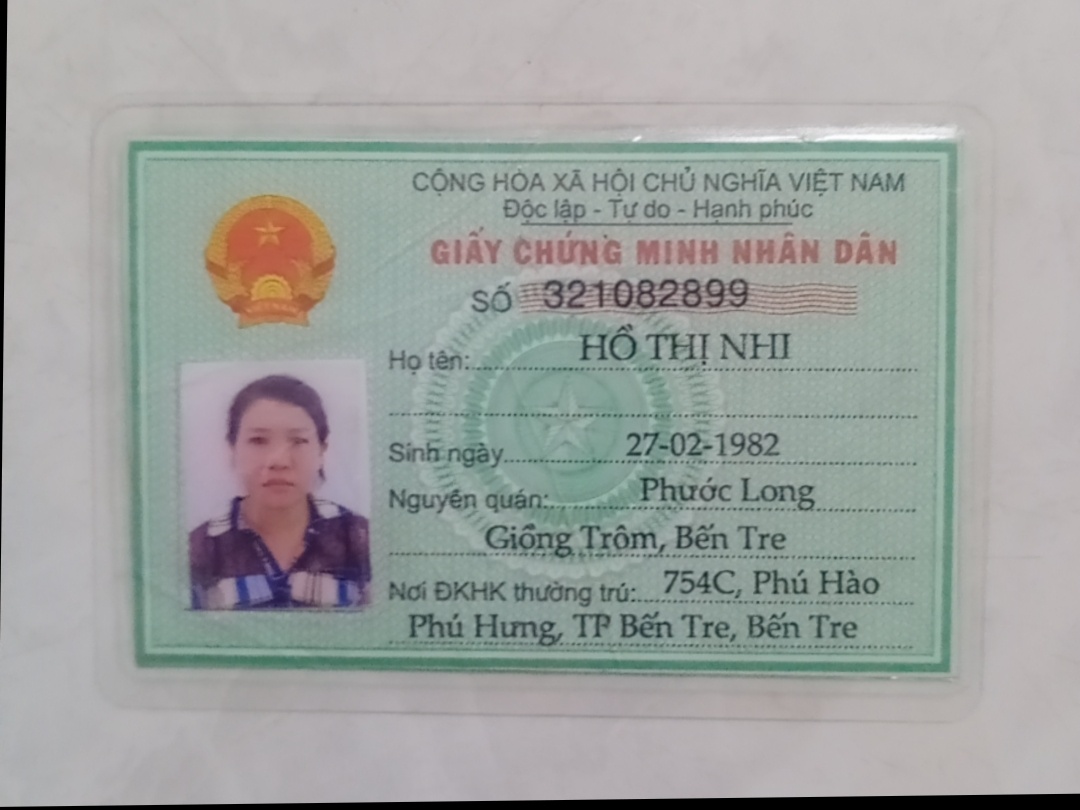 CỘNG HÒA XÃ HỘI CHỦ NGHĨA VIỆT NAM
Độc lập - Tự do - Hạnh phúc
GIẤY CHỨNG MINH NHÂN DÂN
SỐ 321082899
Họ tên: HỒ THỊ NHI
Sinh ngày 27-02-1982
Nguyên quán: Phước Long
Giồng Trôm, Bến Tre
Nơi ĐKHK thường trú: 754C, Phú Hào
Phú Hưng, TP Bến Tre, Bến Tre